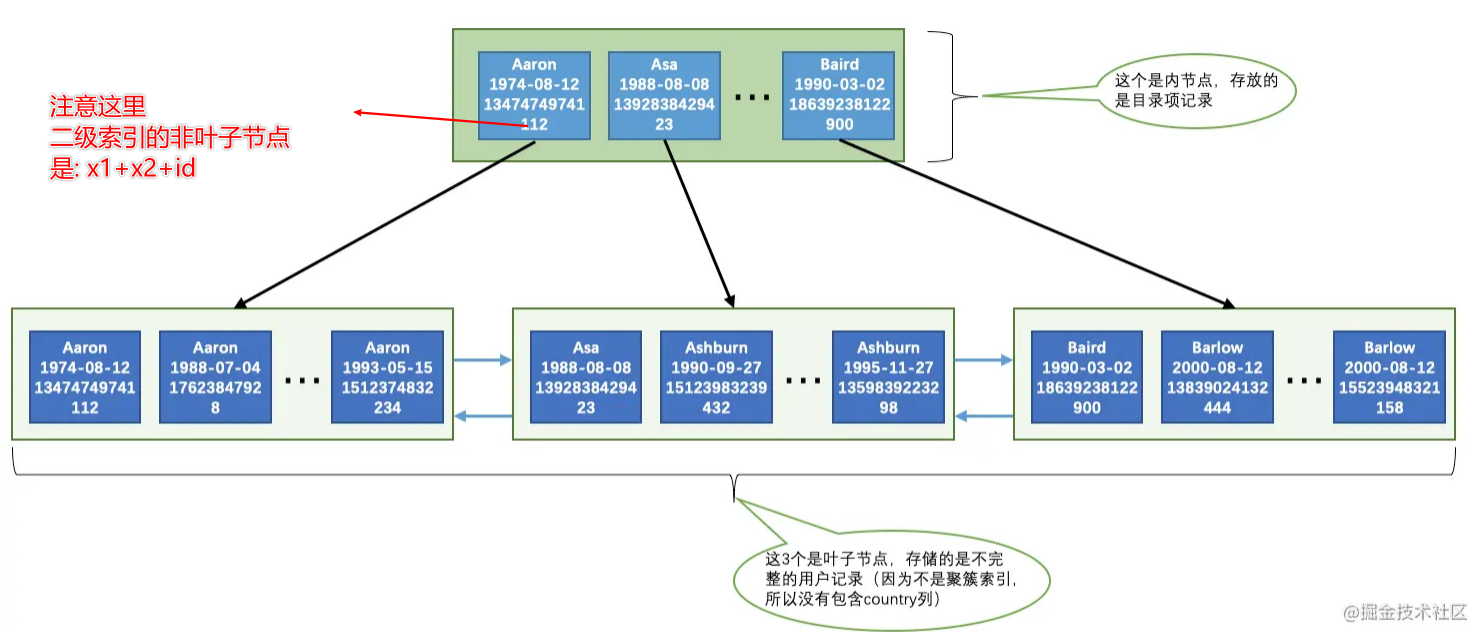 Aaron
1974-08-12
13474749741
112
Asa
1988-08-08
13928384294
23
...
Baird
1990-03-02
18639238122
900
这个是内节点，存放的
是目录项记录
注意这里
二级索引的非叶子节点
是: x1+x2+id
Aaron
1974-08-12
13474749741
112
Aaron
1988-07-04
1762384792
8
...
Aaron
1993-05-15
1512374832
234
Asa
1988-08-08
13928384294
23
Ashburn
1990-09-27
15123983239
432
...
Ashburn
1995-11-27
13598392232
98
Baird
1990-03-02
18639238122
900
Barlow
2000-08-12
13839024132
444
...
Barlow
2000-08-12
15523948321
158
这3个是叶子节点，存储的是不完
整的用户记录（因为不是聚簇索引，
所以没有包含country列）
@掘金技术社区